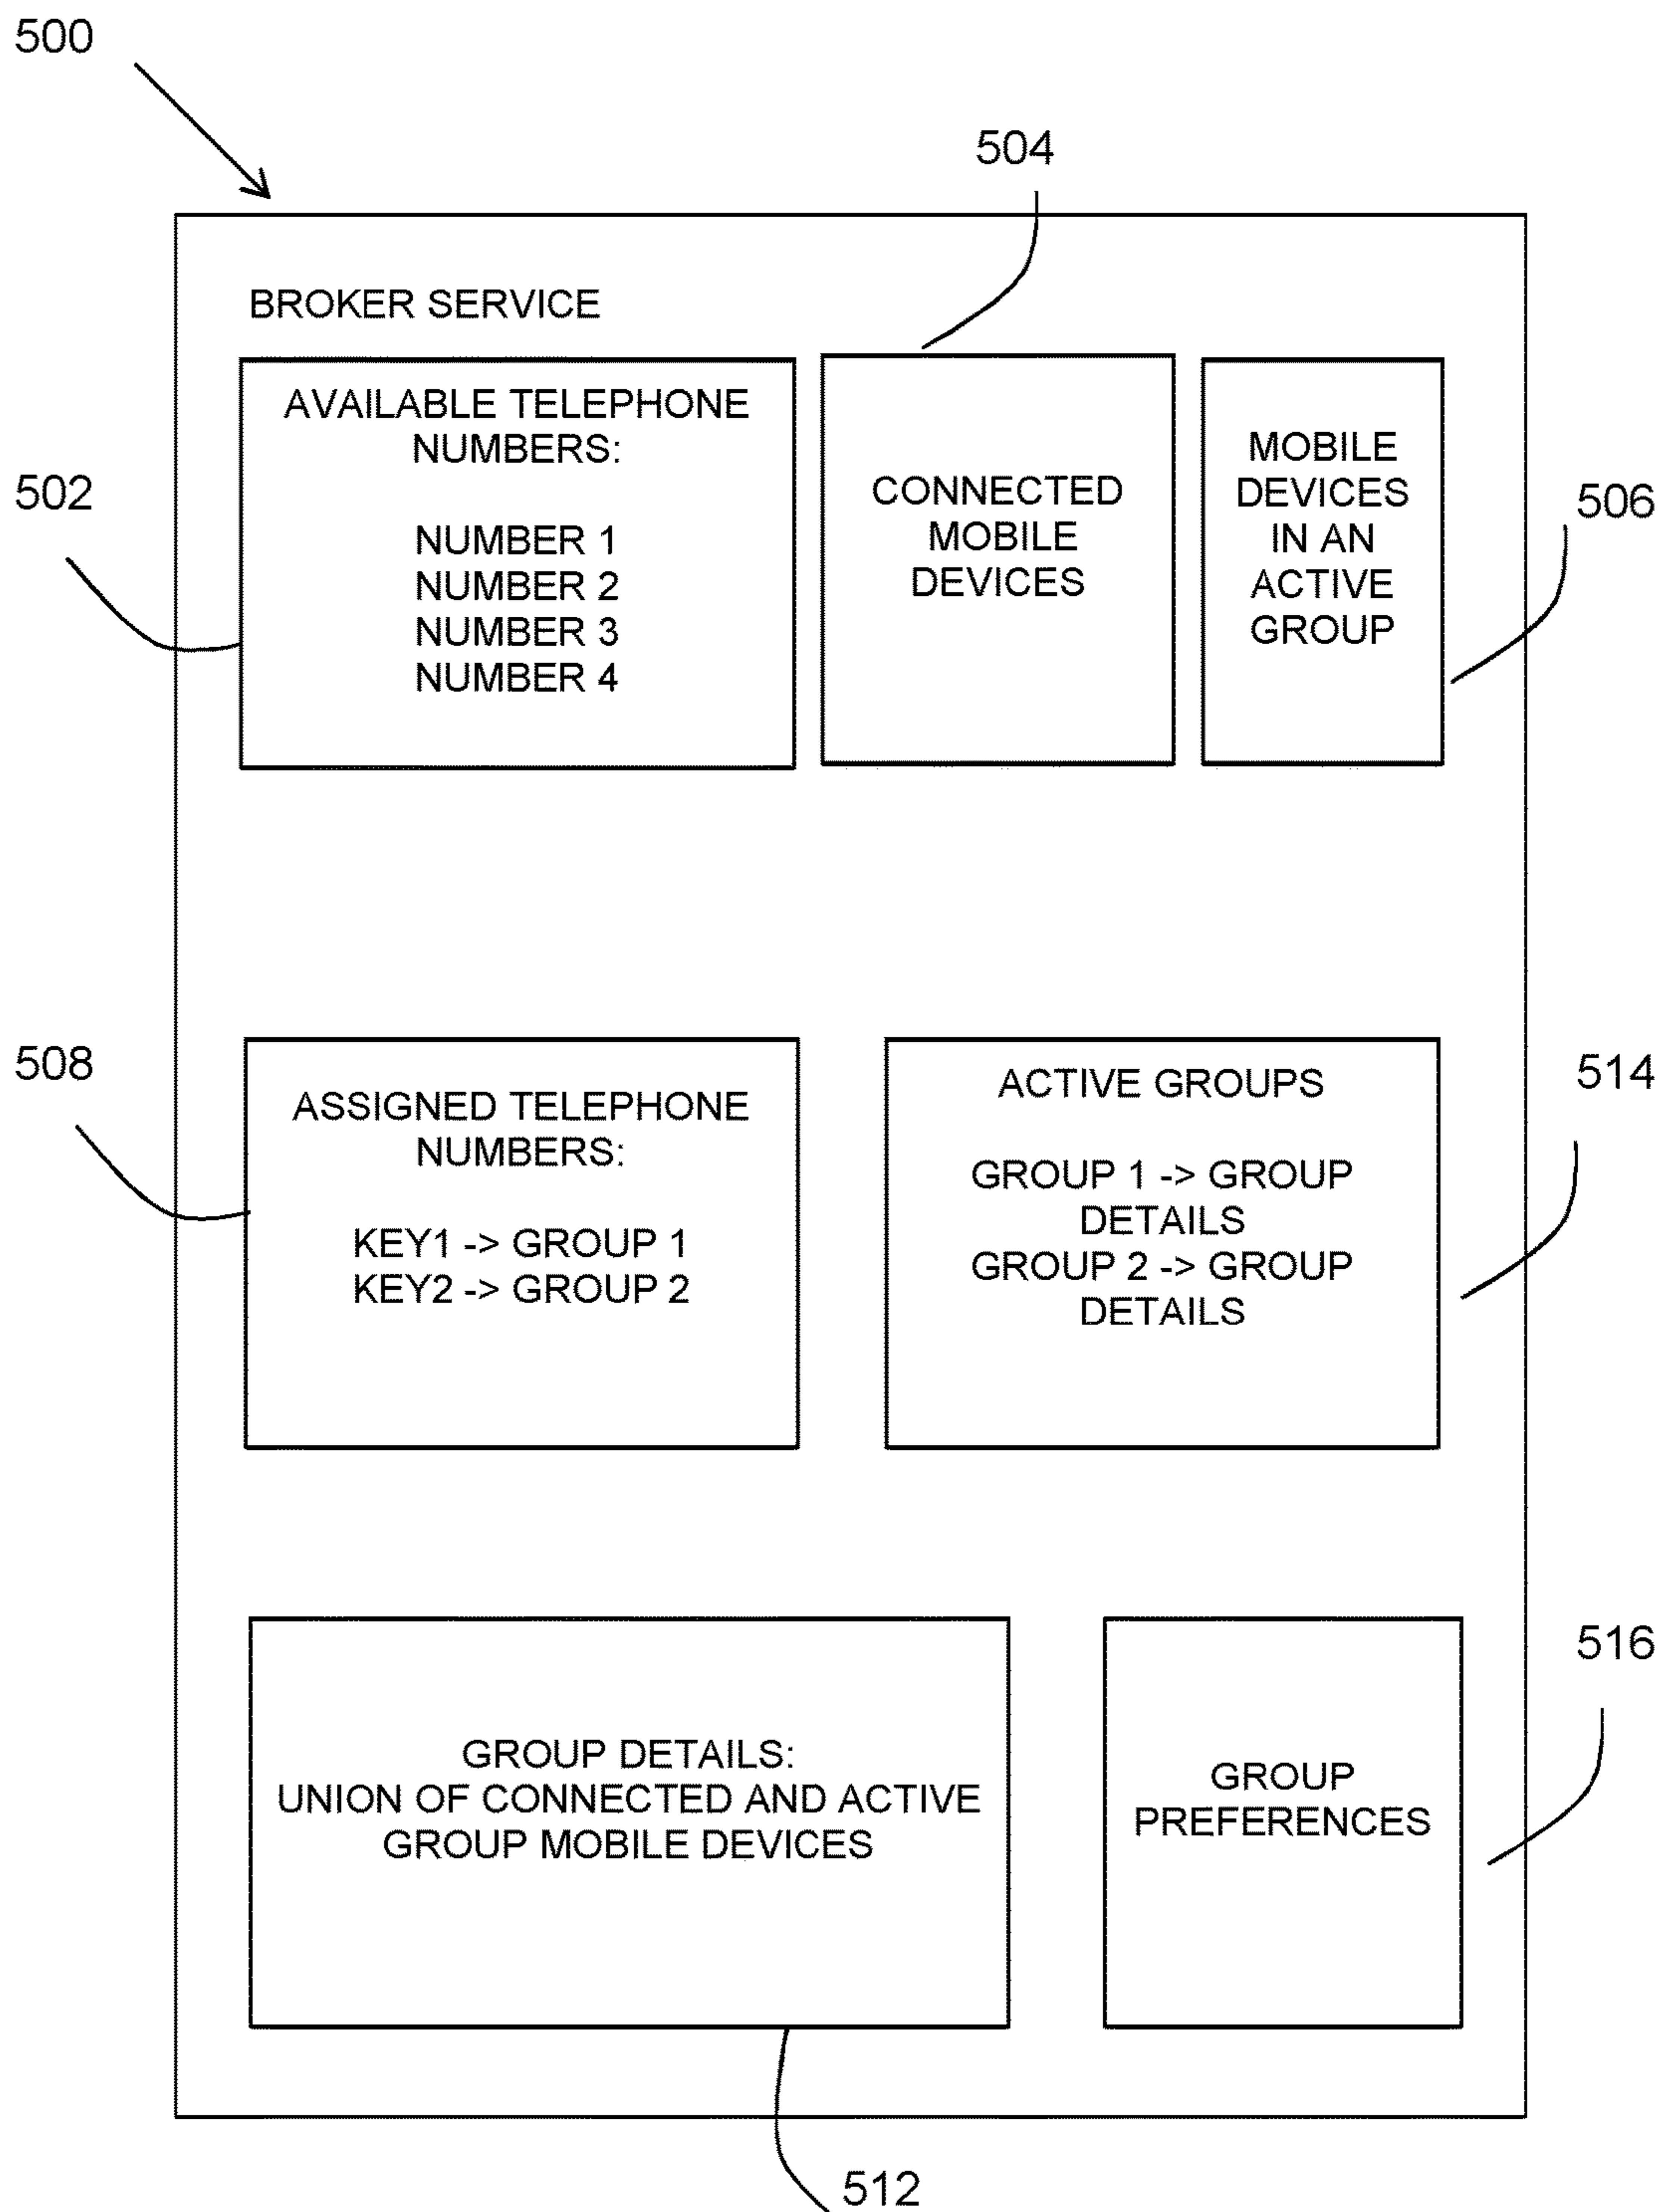 500
504
BROKER SERVICE
AVAILABLE TELEPHONE
NUMBERS:
NUMBER 1
NUMBER 2
NUMBER 3
NUMBER 4
CONNECTED
MOBILE
DEVICES
MOBILE
DEVICES
IN AN
ACTIVE
GROUP
502
506
508
ASSIGNED TELEPHONE
NUMBERS:
KEY1 -> GROUP 1
KEY2 -> GROUP 2
ACTIVE GROUPS
GROUP 1 -> GROUP
DETAILS
GROUP 2 -> GROUP
DETAILS
514
516
GROUP DETAILS:
UNION OF CONNECTED AND ACTIVE
GROUP MOBILE DEVICES
GROUP
PREFERENCES
512